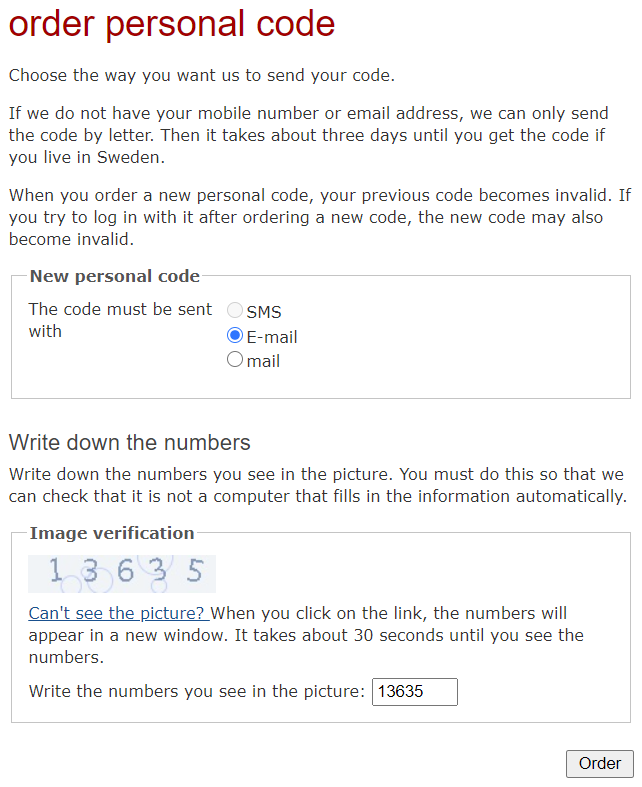 order personal code
Choose the way you want us to send your code.
If we do not have your mobile number or email address, we can only send
the code by letter. Then it takes about three days until you get the code if
you live in Sweden.
When you order a new personal code, your previous code becomes invalid. If
you try to log in with it after ordering a new code, the new code may also
become invalid.
New personal code
The code must be sent
with
SMS
E-mail
mail
Write down the numbers
Write down the numbers you see in the picture. You must do this so that we
can check that it is not a computer that fills in the information automatically.
Image verification
1 3 6 3 5
Can't see the picture? When you click on the link, the numbers will
appear in a new window. It takes about 30 seconds until you see the
numbers.
Write the numbers you see in the picture: 13635
Order